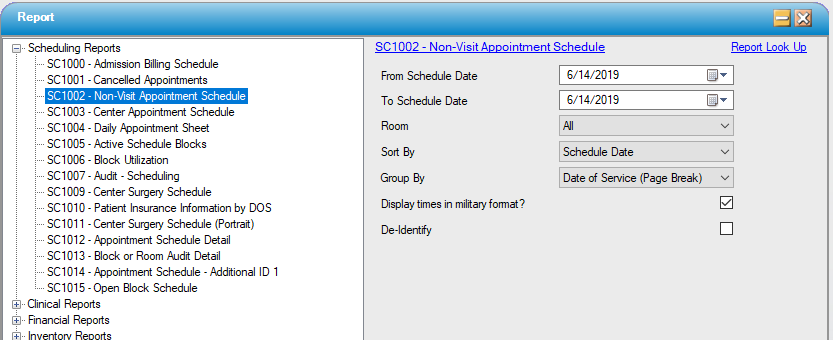 Report
Scheduling Reports
SC1000 - Admission Billing Schedule
SC1001 - Cancelled Appointments
SC1002 - Non-Visit Appointment Schedule
SC1003 - Center Appointment Schedule
SC1004 - Daily Appointment Sheet
SC1005 - Active Schedule Blocks
SC1006 - Block Utilization
SC1007 - Audit - Scheduling
SC1009 - Center Surgery Schedule
SC1010 - Patient Insurance Information by DOS
SC1011 - Center Surgery Schedule (Portrait)
SC1012 - Appointment Schedule Detail
SC1013 - Block or Room Audit Detail
SC1014 - Appointment Schedule - Additional ID 1
SC1015 - Open Block Schedule
Clinical Reports
Financial Reports
Inventory Reports
SC1002 - Non-Visit Appointment Schedule Report Look Up
From Schedule Date 6/14/2019
To Schedule Date 6/14/2019
Room All
Sort By Schedule Date
Group By Date of Service (Page Break)
Display times in military format?
De-Identify